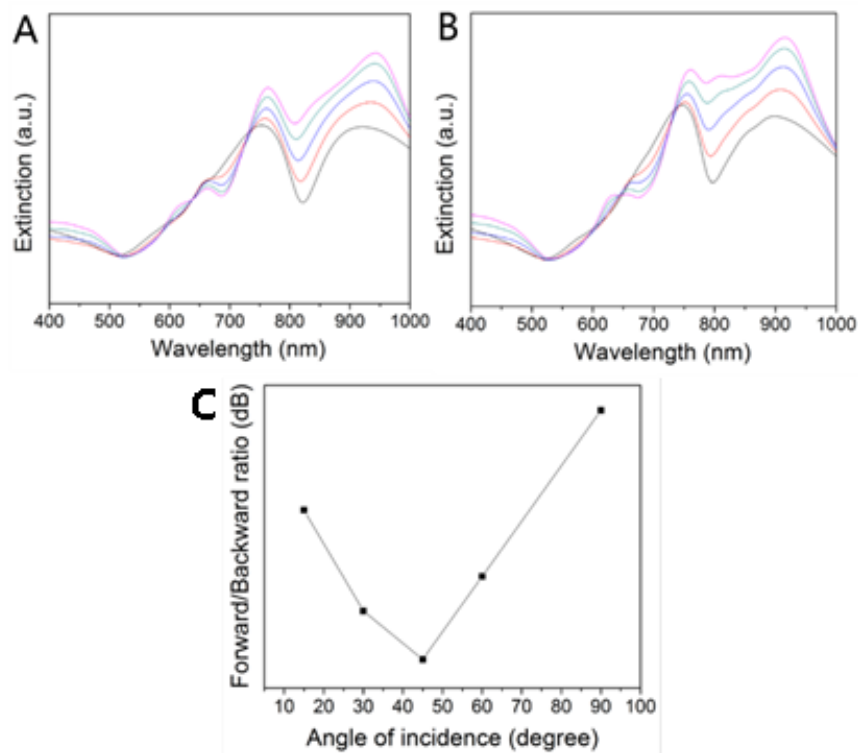 A
Extinction (a.u.)
400 500 600 700 800 900 1000
Wavelength (nm)
B
Extinction (a.u.)
400 500 600 700 800 900 1000
Wavelength (nm)
C
Forward/Backward ratio (dB)
10 20 30 40 50 60 70 80 90 100
Angle of incidence (degree)